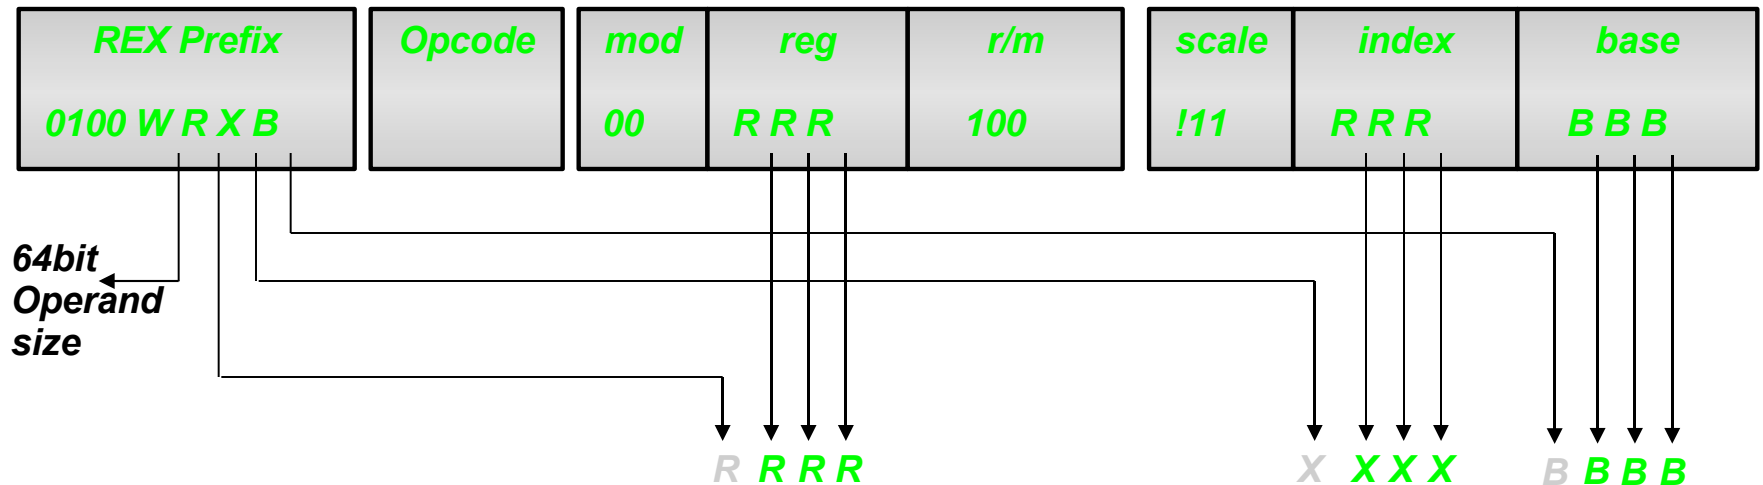 REX Prefix Opcode mod reg r/m scale index base
0100 W R X B 00 R R R 100 !11 R R R B B B
64bit
Operand
size
R R R R X X X X B B B B